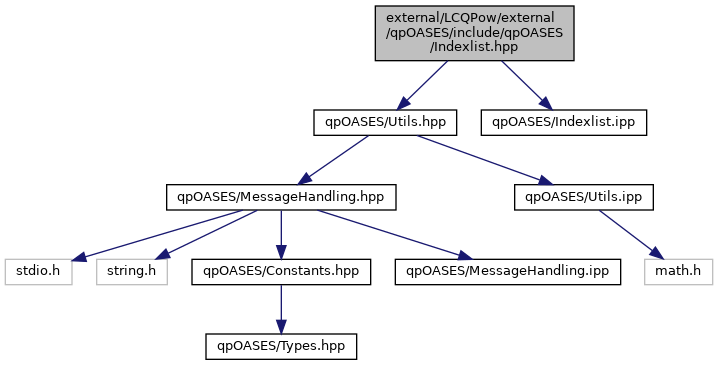 external/LCQPow/external
/qpOASES/include/qpOASES
/Indexlist.hpp
qpOASES/Utils.hpp
qpOASES/Indexlist.ipp
qpOASES/MessageHandling.hpp
qpOASES/Utils.ipp
stdio.h
string.h
qpOASES/Constants.hpp
qpOASES/MessageHandling.ipp
math.h
qpOASES/Types.hpp